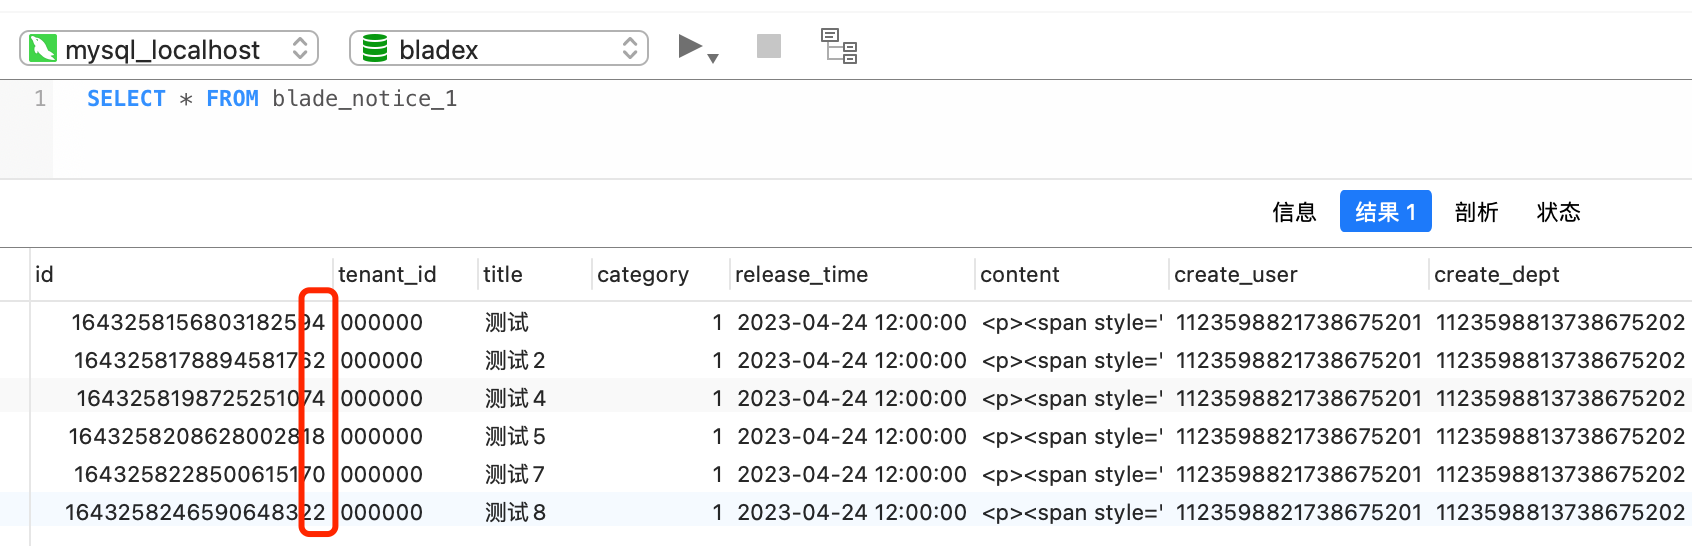 mysql_localhost bladex
1 SELECT * FROM blade_notice_1
信息 结果 1 剖析 状态
id tenant_id title category release_time content create_user create_dept
1643258156803182594 000000 测试 1 2023-04-24 12:00:00 <p><span style=' 1123598821738675201 1123598813738675202
1643258178894581762 000000 测试 2 1 2023-04-24 12:00:00 <p><span style=' 1123598821738675201 1123598813738675202
1643258198725251074 000000 测试 4 1 2023-04-24 12:00:00 <p><span style=' 1123598821738675201 1123598813738675202
1643258208628002818 000000 测试 5 1 2023-04-24 12:00:00 <p><span style=' 1123598821738675201 1123598813738675202
1643258228500615170 000000 测试 7 1 2023-04-24 12:00:00 <p><span style=' 1123598821738675201 1123598813738675202
1643258246590648322 000000 测试 8 1 2023-04-24 12:00:00 <p><span style=' 1123598821738675201 1123598813738675202